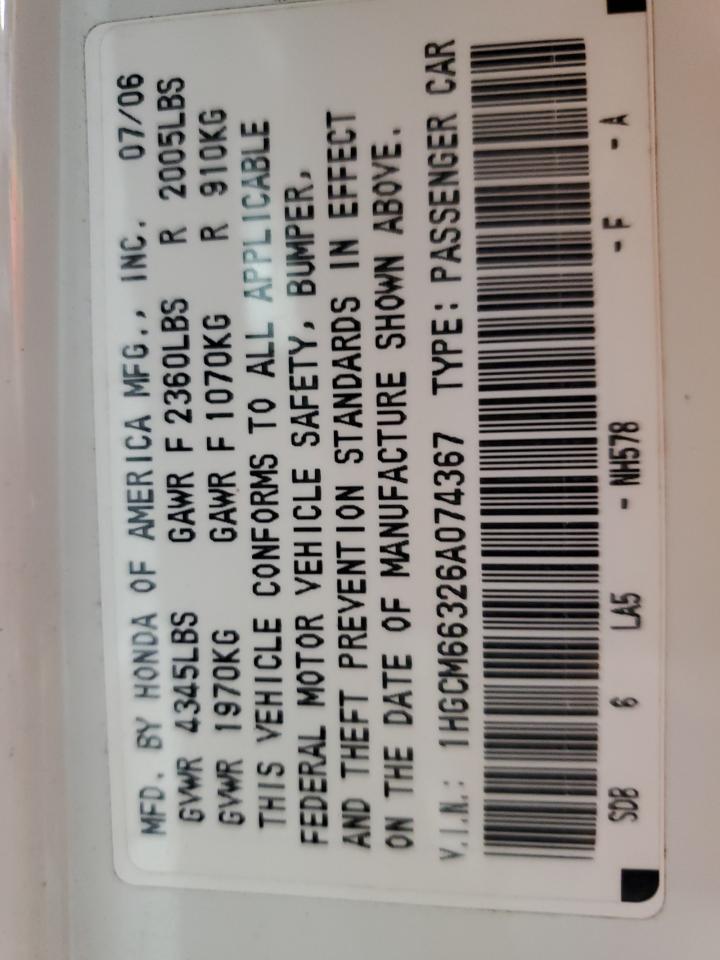 MFD. BY HONDA OF AMERICA MFG., INC. 07/06
GVWR 4345LBS GAWR F 2360LBS R 2005LBS
GVWR 1970KG GAWR F 1070KG R 910KG
THIS VEHICLE CONFORMS TO ALL APPLICABLE
FEDERAL MOTOR VEHICLE SAFETY, BUMPER,
AND THEFT PREVENTION STANDARDS IN EFFECT
ON THE DATE OF MANUFACTURE SHOWN ABOVE.
V.I.N.: 1HGCM66326A074367 TYPE: PASSENGER CAR
SDB 6 LA5 - NH578 - F - A